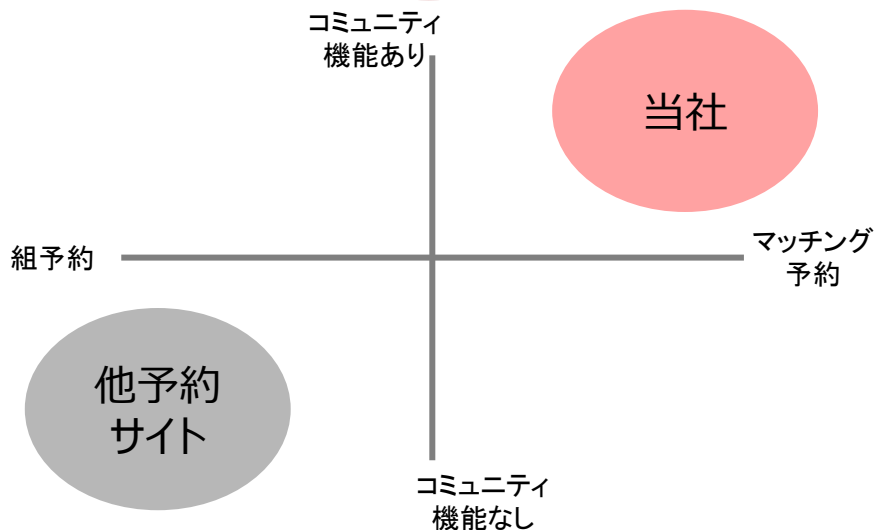 コミュニティ
機能あり
当社
組予約
マッチング
予約
他予約
サイト
コミュニティ
機能なし